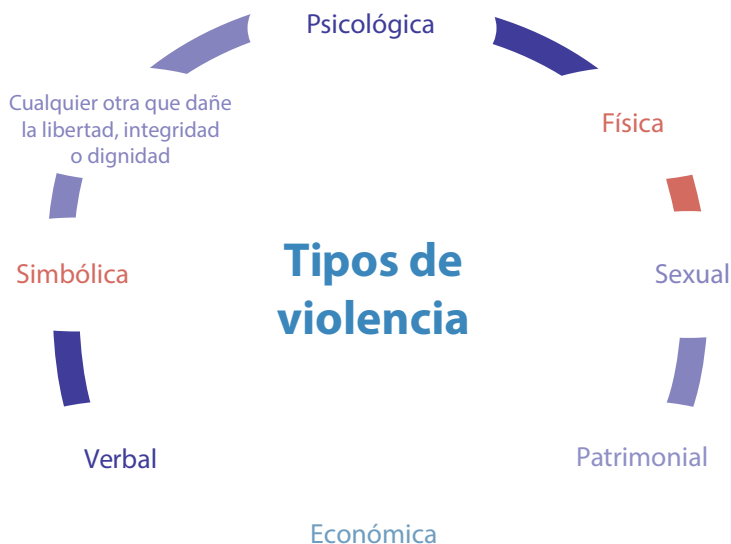 Psicológica
Cualquier otra que dañe
la libertad, integridad
o dignidad
Física
Tipos de
violencia
Simbólica
Sexual
Verbal
Patrimonial
Económica